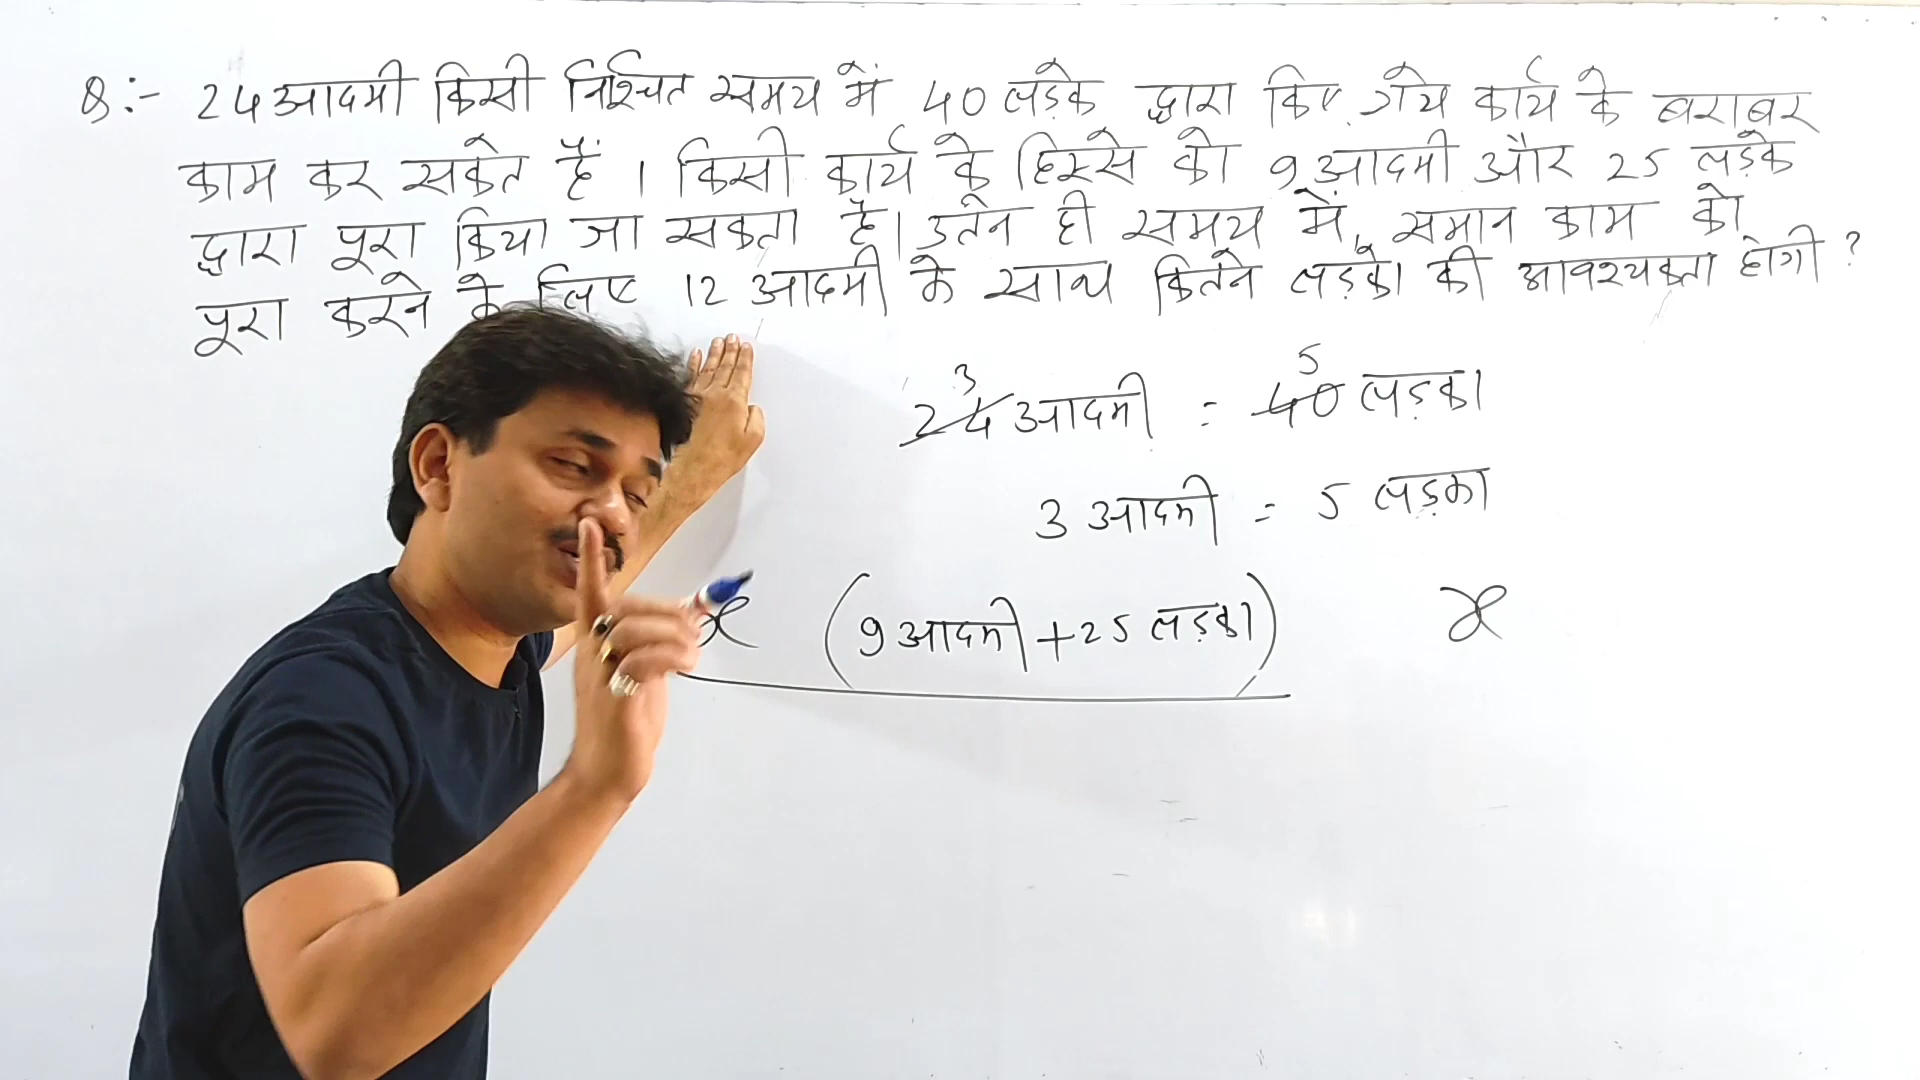 Q:- 24 आदमी किसी निश्चित समय में 40 लड़के द्वारा किए गये कार्य के बराबर
काम कर सकते हैं । किसी कार्य के हिस्से को 9 आदमी और 25 लड़के
द्वारा पूरा किया जा सकता है। उतने ही समय में, समान काम को
पूरा करने के लिए 12 आदमी के साथ कितने लड़को की आवश्यकता होगी ?
3 5
24 आदमी = 40 लड़का
3 आदमी = 5 लड़का
x (9 आदमी + 25 लड़का) x